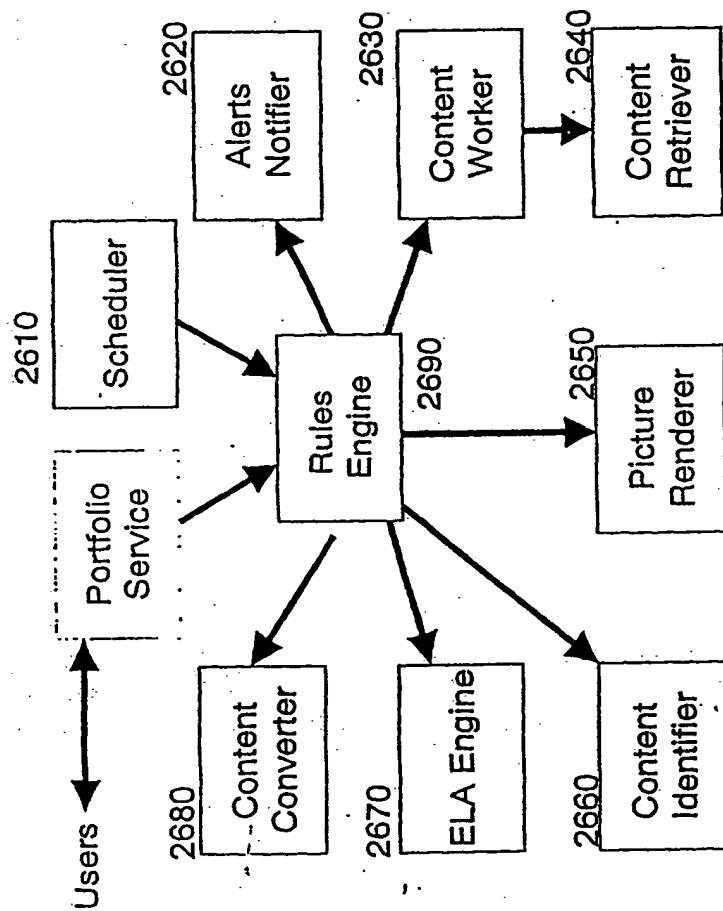 Users
Portfolio
Service
2610
Scheduler
2620
Alerts
Notifier
2680
Content
Converter
Rules
Engine
2690
2630
Content
Worker
2670
ELA Engine
2660
Content
Identifier
2650
Picture
Renderer
2640
Content
Retriever